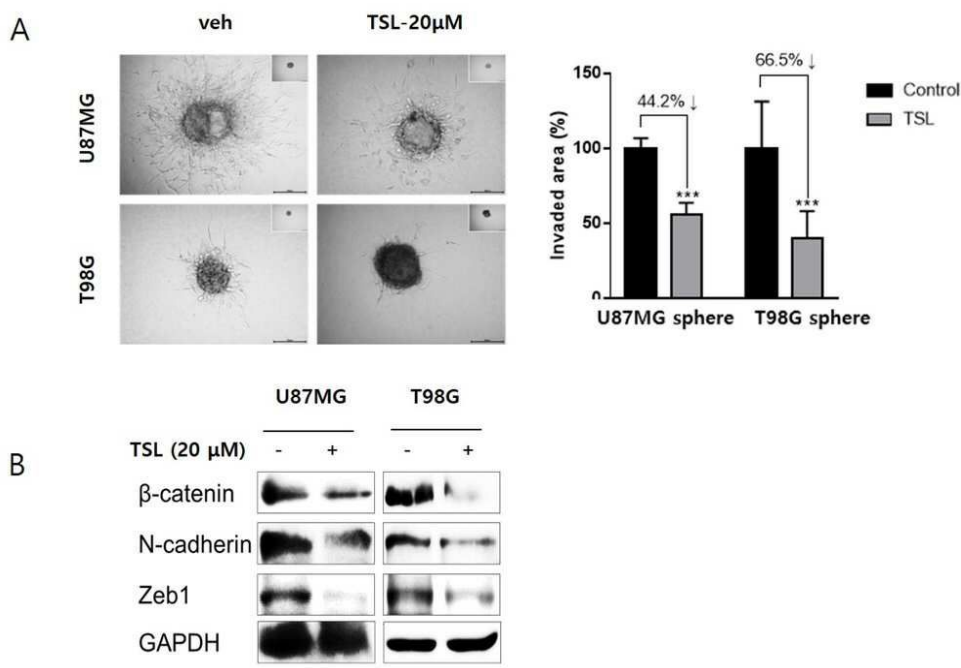 A
veh
TSL-20μM
U87MG
T98G
Invaded area (%)
150
100
50
0
44.2% ↓
66.5% ↓
***
***
Control
TSL
U87MG sphere
T98G sphere
B
U87MG
T98G
TSL (20 μM)
-
+
-
+
β-catenin
N-cadherin
Zeb1
GAPDH